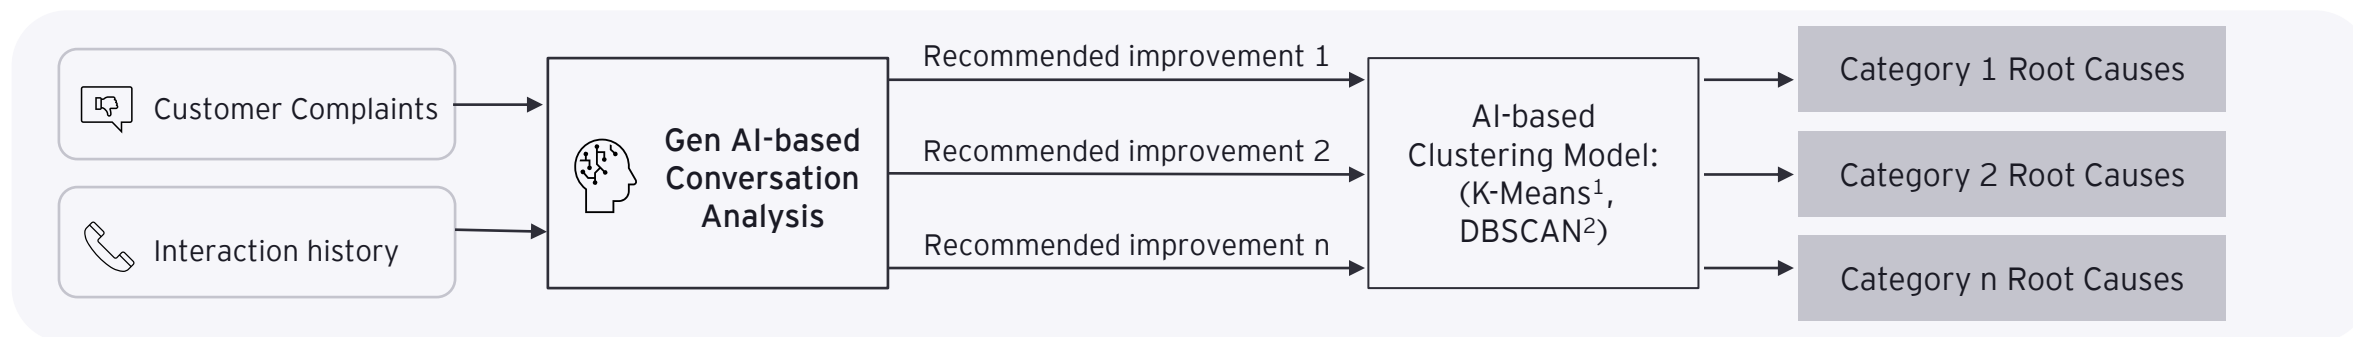 Customer Complaints
Interaction history
Gen AI-based
Conversation
Analysis
Recommended improvement 1
Recommended improvement 2
Recommended improvement n
AI-based
Clustering Model:
(K-Means¹,
DBSCAN²)
Category 1 Root Causes
Category 2 Root Causes
Category n Root Causes